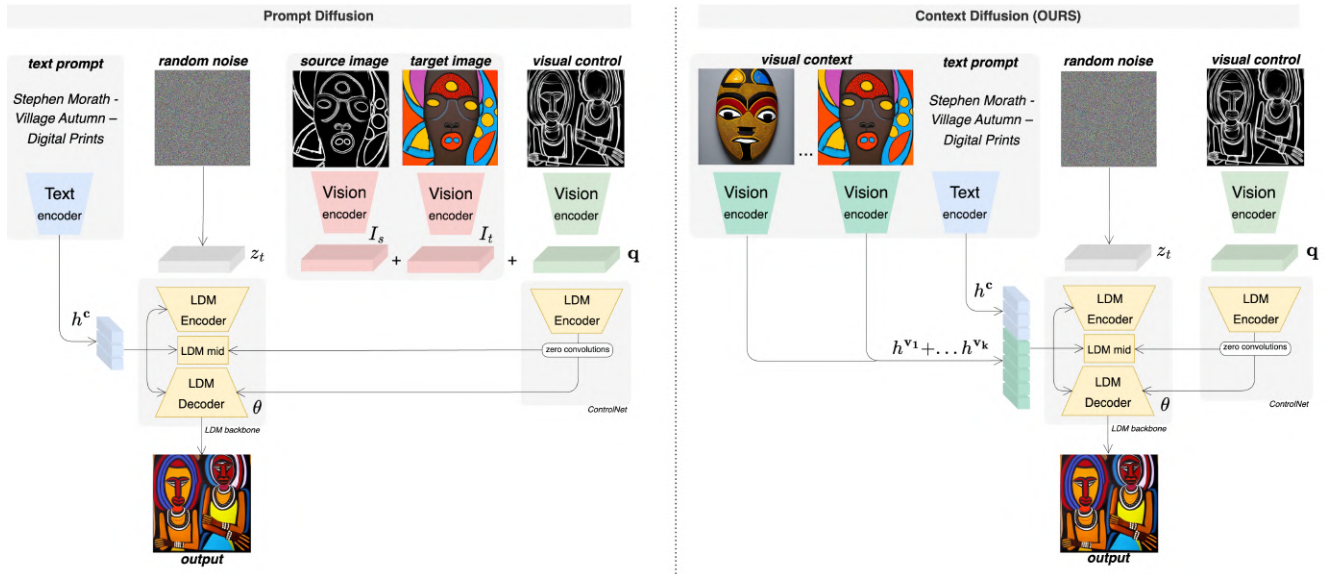 Prompt Diffusion
text prompt
Stephen Morath -
Village Autumn –
Digital Prints
random noise
source image
target image
visual control
Text
encoder
Vision
encoder
Vision
encoder
Vision
encoder
I_s
I_t
z_t
+
+
q
h^c
LDM
Encoder
LDM mid
LDM
Decoder
θ
LDM backbone
LDM
Encoder
zero convolutions
ControlNet
output
Context Diffusion (OURS)
visual context
text prompt
Stephen Morath -
Village Autumn –
Digital Prints
random noise
visual control
...
Vision
encoder
Vision
encoder
Text
encoder
Vision
encoder
z_t
q
h^c
h^v1+... h^vk
LDM
Encoder
LDM mid
LDM
Decoder
θ
LDM backbone
LDM
Encoder
zero convolutions
ControlNet
output